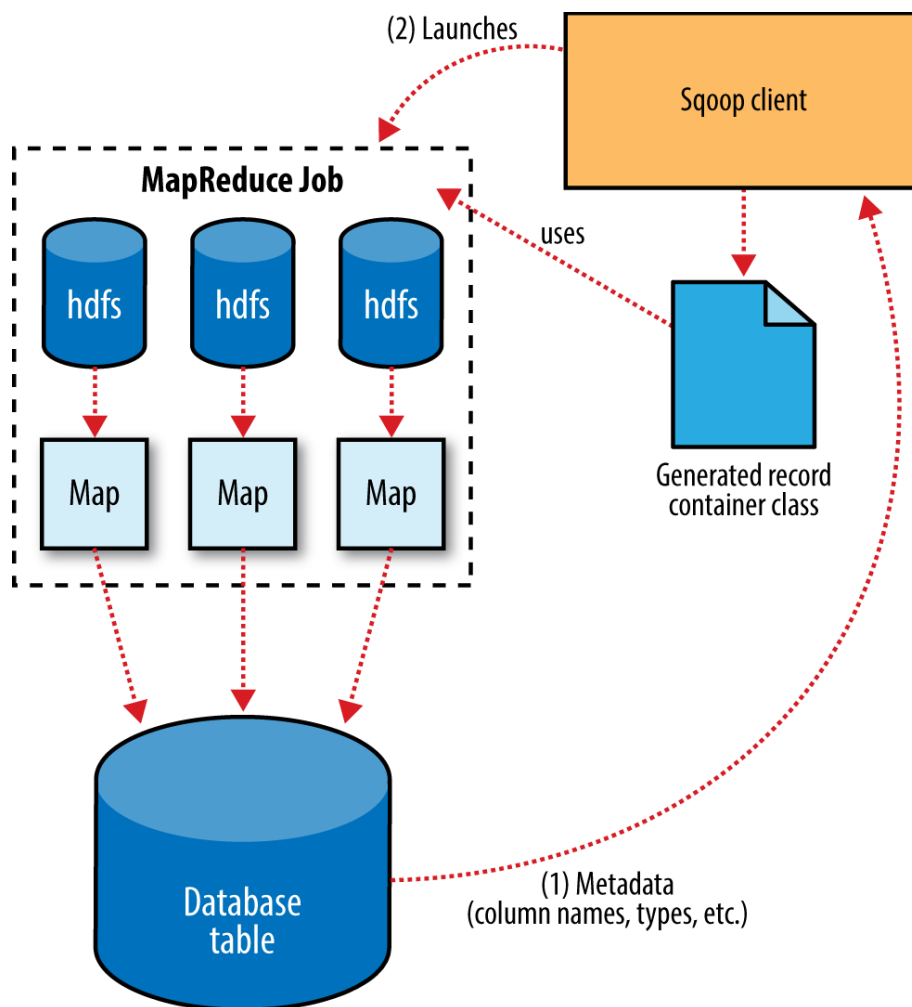 (2) Launches
Sqoop client
MapReduce Job
uses
hdfs
hdfs
hdfs
Map
Map
Map
Generated record
container class
(1) Metadata
(column names, types, etc.)
Database
table